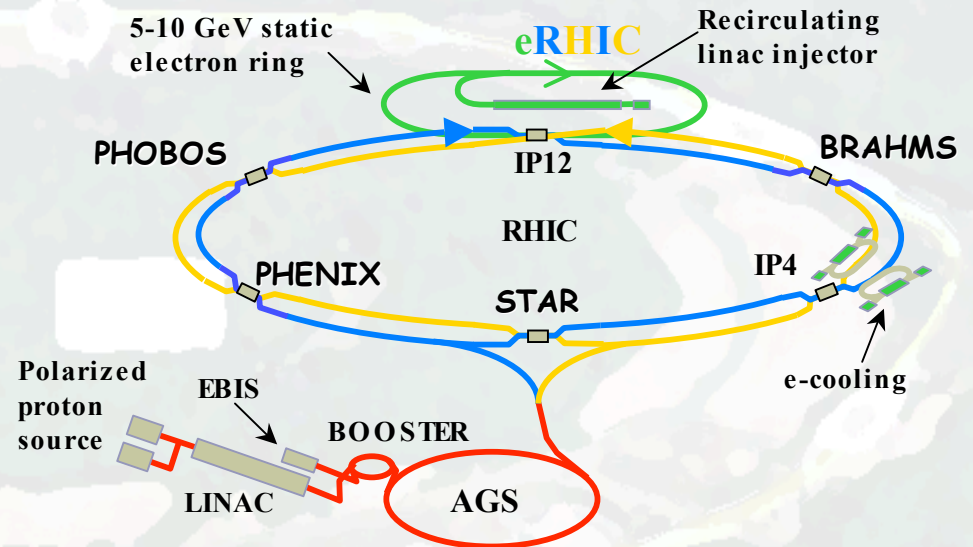 5-10 GeV static
electron ring
eRHIC
Recirculating
linac injector
PHOBOS
IP12
BRAHMS
RHIC
PHENIX
IP4
STAR
Polarized
proton
source
EBIS
e-cooling
BOOSTER
LINAC
AGS